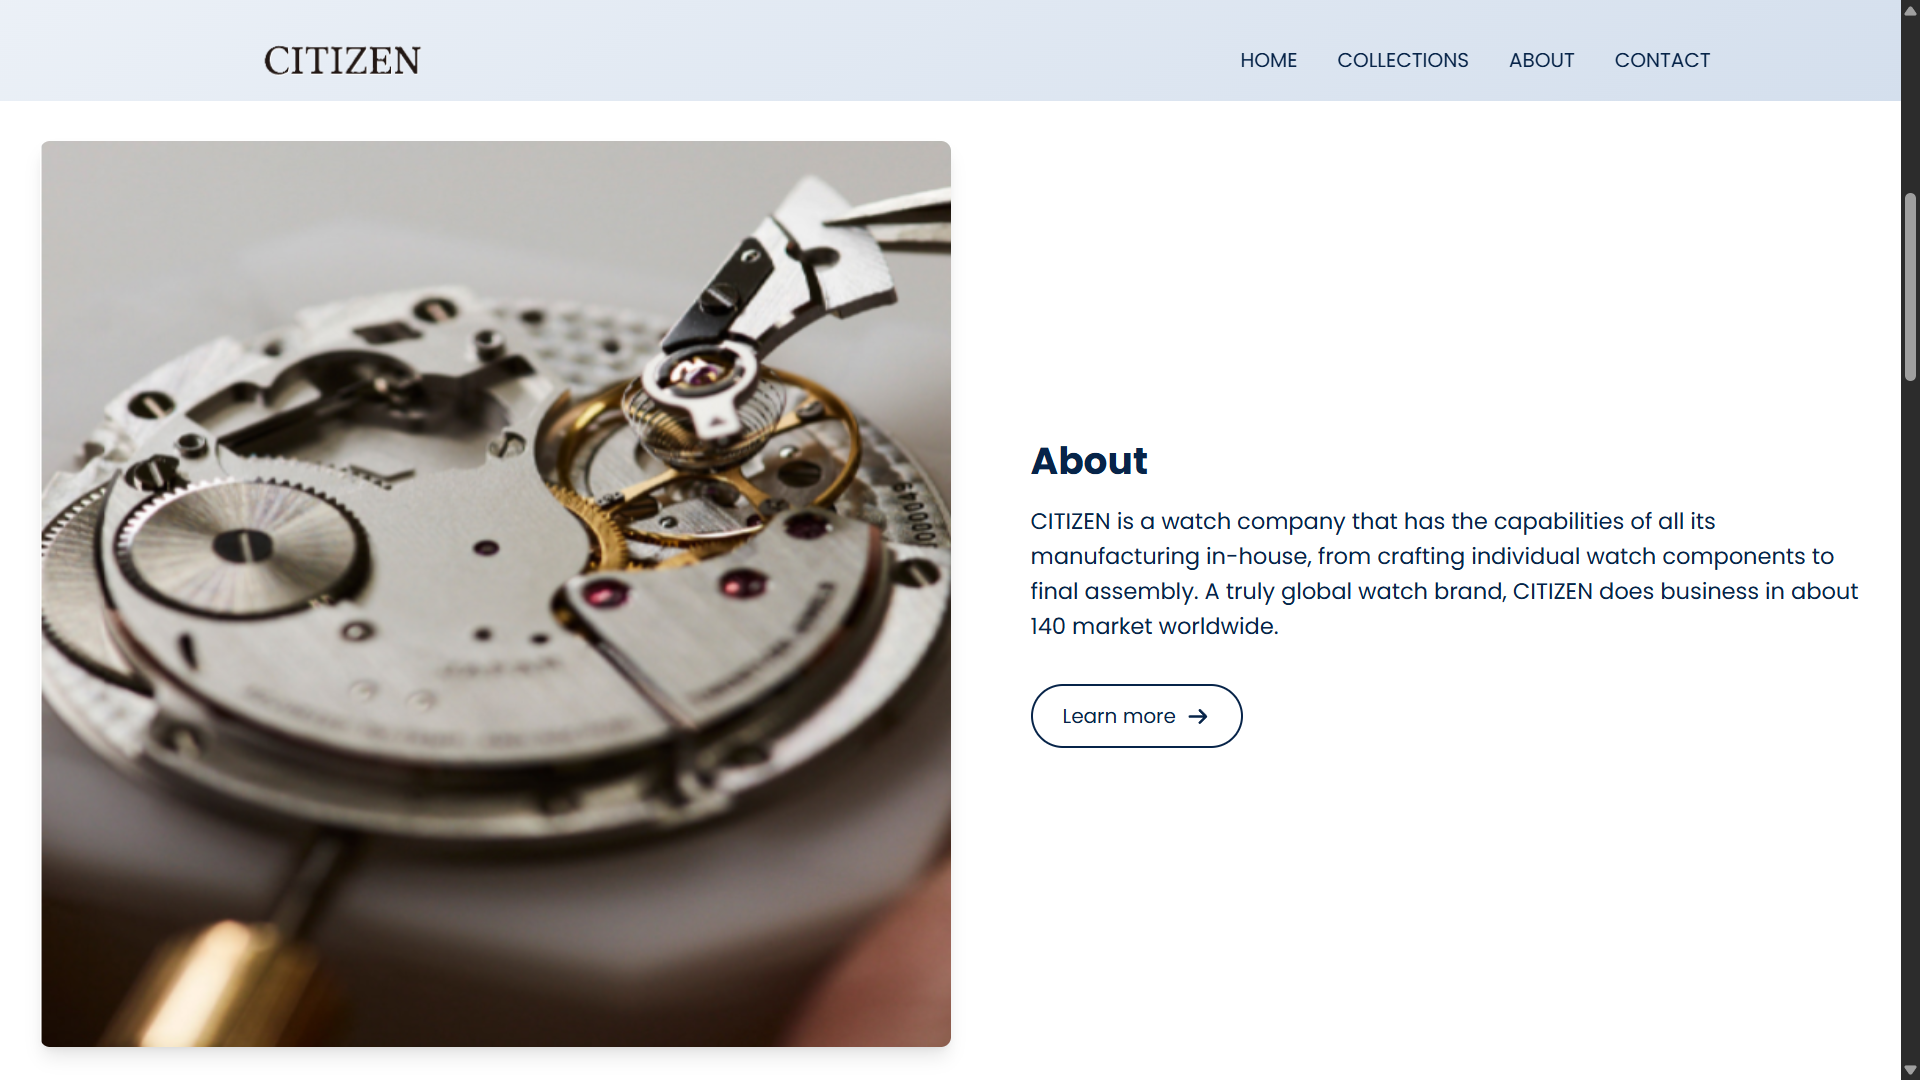 CITIZEN
HOME COLLECTIONS ABOUT CONTACT
About
CITIZEN is a watch company that has the capabilities of all its
manufacturing in-house, from crafting individual watch components to
final assembly. A truly global watch brand, CITIZEN does business in about
140 market worldwide.
Learn more